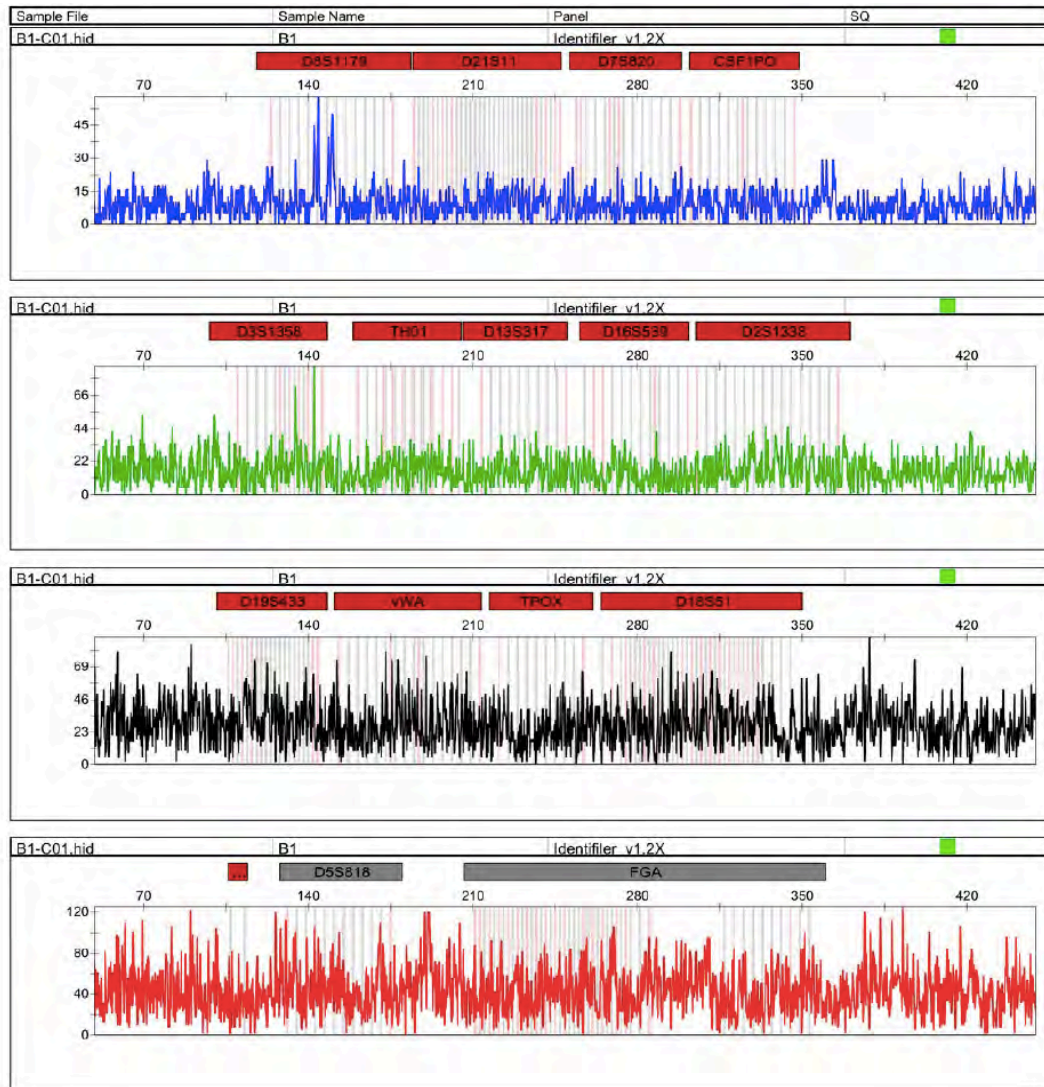 Sample File Sample Name Panel SQ
B1-C01.hid B1 Identifiler_v1.2X
D8S1179 D21S11 D7S820 CSF1PO
70 140 210 280 350 420
45
30
15
0
B1-C01.hid B1 Identifiler_v1.2X
D3S1358 TH01 D13S317 D16S539 D2S1338
70 140 210 280 350 420
66
44
22
0
B1-C01.hid B1 Identifiler_v1.2X
D19S433 vWA TPOX D18S51
70 140 210 280 350 420
69
46
23
0
B1-C01.hid B1 Identifiler_v1.2X
... D5S818 FGA
70 140 210 280 350 420
120
80
40
0